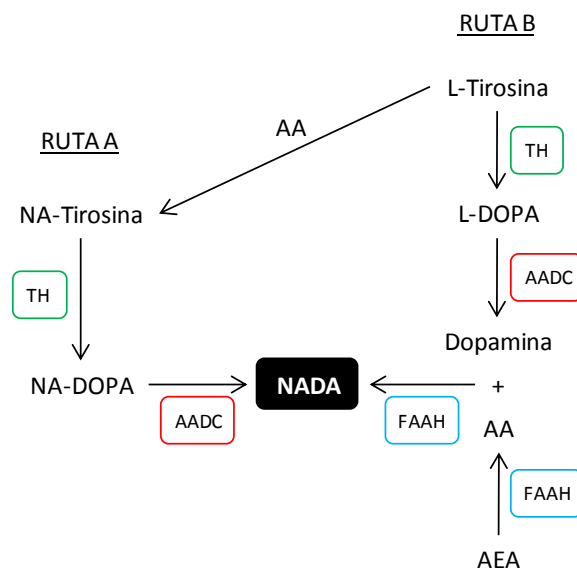 RUTA B
L-Tirosina
AA
RUTA A
TH
NA-Tirosina
L-DOPA
TH
AADC
Dopamina
NA-DOPA
NADA
+
AADC
FAAH
AA
FAAH
AEA